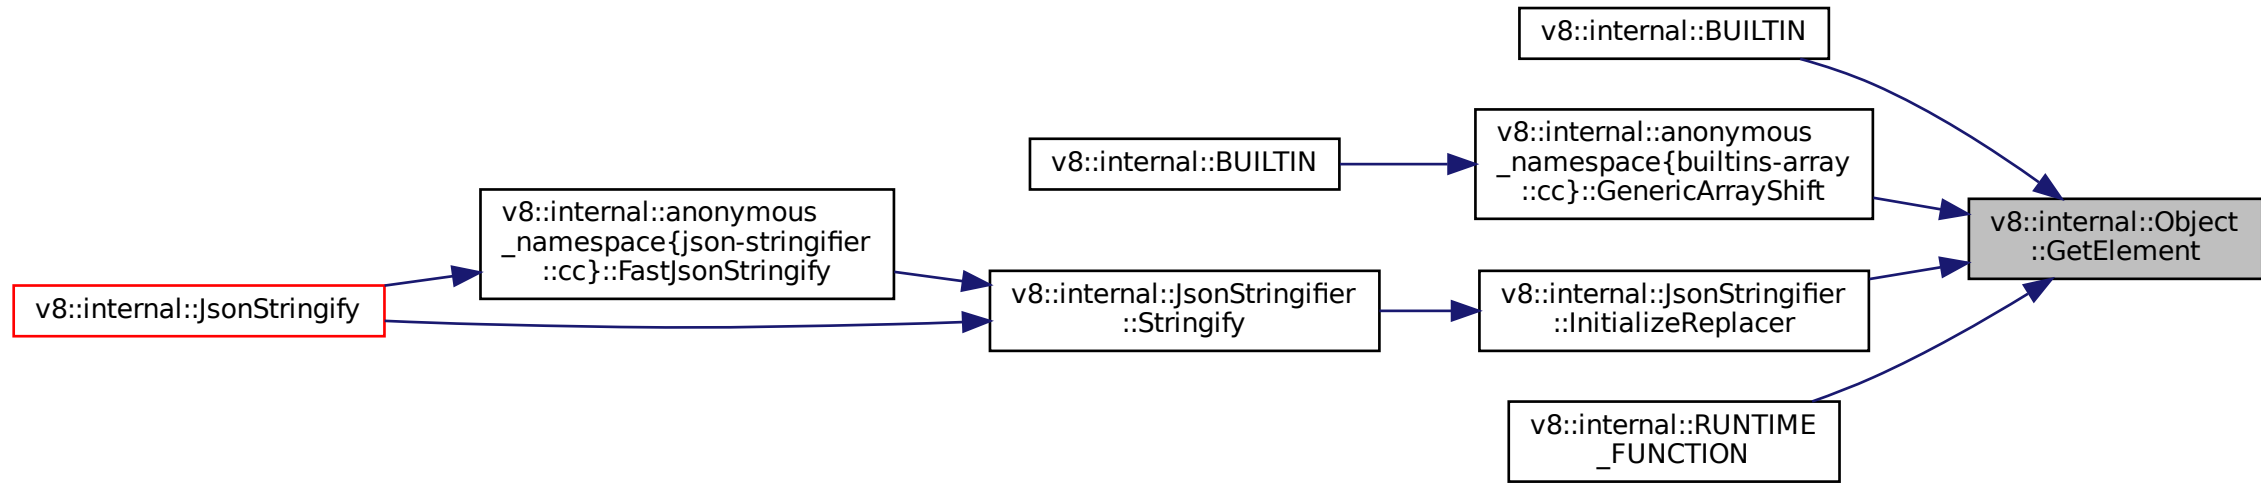 v8::internal::BUILTIN
v8::internal::anonymous
_namespace{builtins-array
::cc}::GenericArrayShift
v8::internal::BUILTIN
v8::internal::anonymous
_namespace{json-stringifier
::cc}::FastJsonStringify
v8::internal::Object
::GetElement
v8::internal::JsonStringify
v8::internal::JsonStringifier
::Stringify
v8::internal::JsonStringifier
::InitializeReplacer
v8::internal::RUNTIME
_FUNCTION